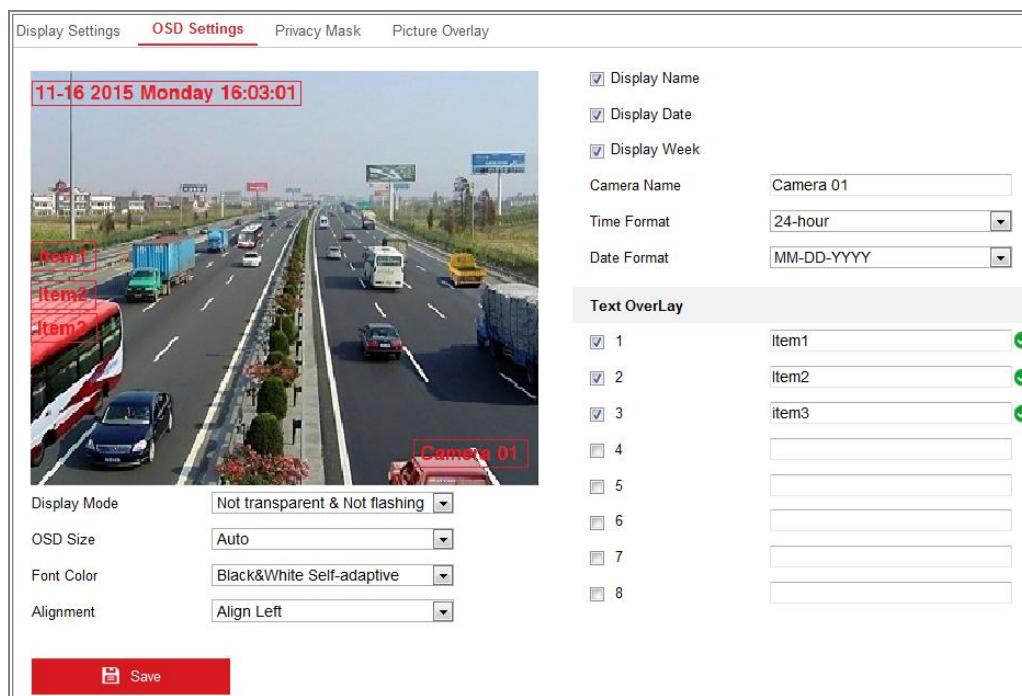 Display Settings OSD Settings Privacy Mask Picture Overlay
11-16 2015 Monday 16:03:01
Item1
Item2
Item3
Camera 01
Display Mode Not transparent & Not flashing
OSD Size Auto
Font Color Black&White Self-adaptive
Alignment Align Left
Save
Display Name
Display Date
Display Week
Camera Name Camera 01
Time Format 24-hour
Date Format MM-DD-YYYY
Text OverLay
1 Item1
2 Item2
3 item3
4
5
6
7
8